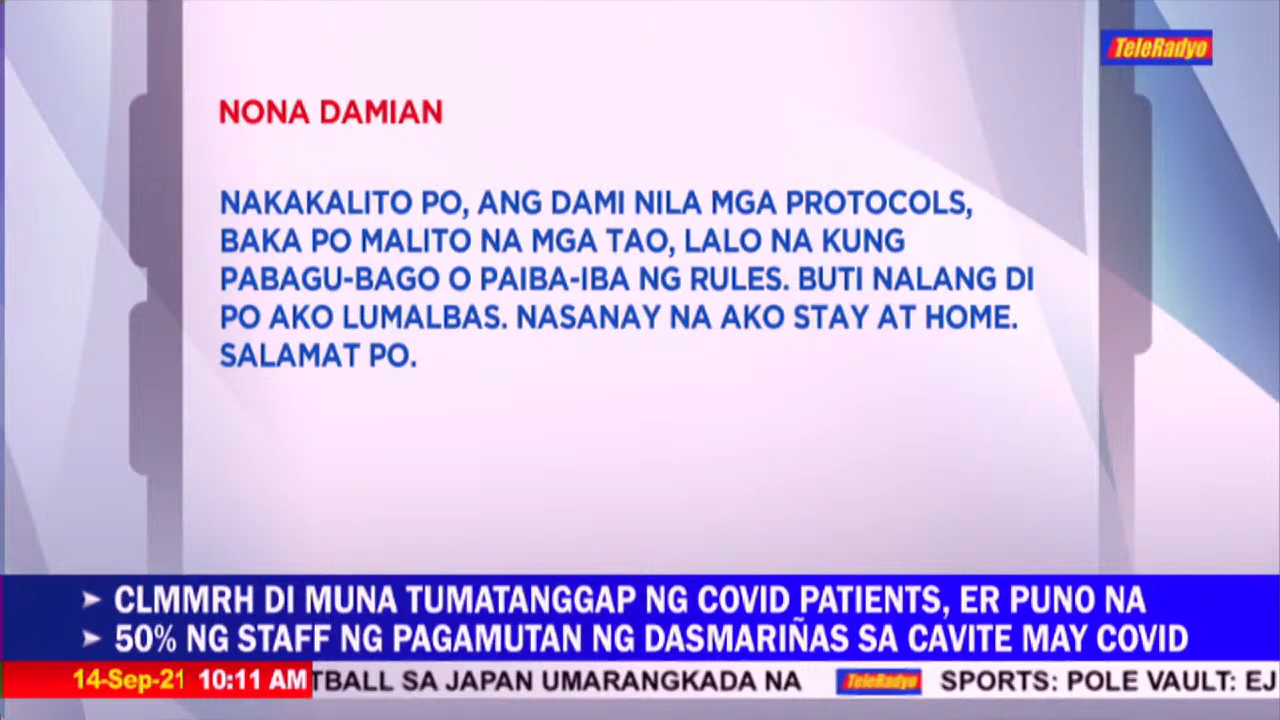 TeleRadyo
NONA DAMIAN
NAKAKALITO PO, ANG DAMI NILA MGA PROTOCOLS,
BAKA PO MALITO NA MGA TAO, LALO NA KUNG
PABAGU-BAGO O PAIBA-IBA NG RULES. BUTI NALANG DI
PO AKO LUMALBAS. NASANAY NA AKO STAY AT HOME.
SALAMAT PO.
➤ CLMMRH DI MUNA TUMATANGGAP NG COVID PATIENTS, ER PUNO NA
➤ 50% NG STAFF NG PAGAMUTAN NG DASMARIÑAS SA CAVITE MAY COVID
14-Sep-21 10:11 AM TBALL SA JAPAN UMARANGKADA NA TeleRadyo SPORTS: POLE VAULT: EJ